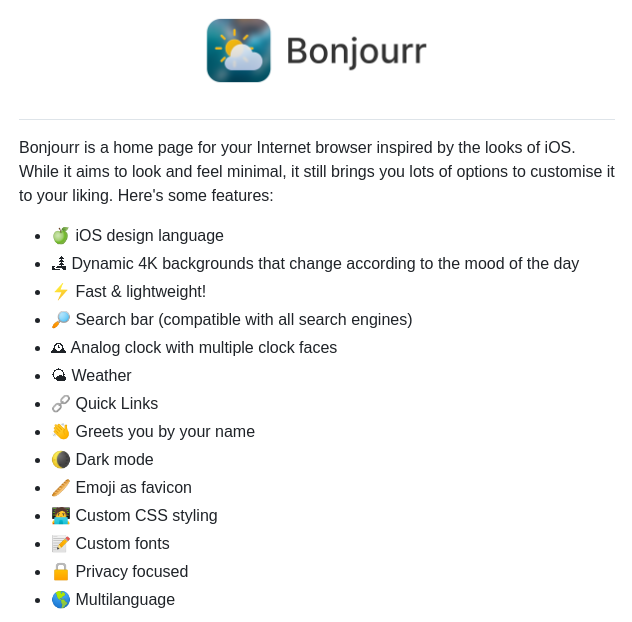 Bonjourr
Bonjourr is a home page for your Internet browser inspired by the looks of iOS.
While it aims to look and feel minimal, it still brings you lots of options to customise it
to your liking. Here's some features:
• 🍏 iOS design language
• 🏞 Dynamic 4K backgrounds that change according to the mood of the day
• ⚡ Fast & lightweight!
• 🔎 Search bar (compatible with all search engines)
• 🕰 Analog clock with multiple clock faces
• 🌤 Weather
• 🔗 Quick Links
• 👋 Greets you by your name
• 🌘 Dark mode
• 🥖 Emoji as favicon
• 🧑‍💻 Custom CSS styling
• 📝 Custom fonts
• 🔒 Privacy focused
• 🌎 Multilanguage